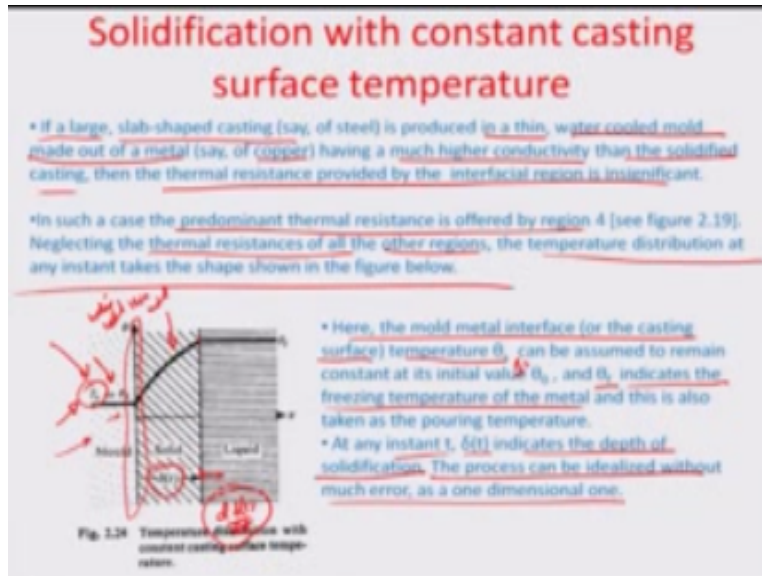 Solidification with constant casting
surface temperature
• If a large, slab-shaped casting (say, of steel) is produced in a thin, water cooled mold
made out of a metal (say, of copper) having a much higher conductivity than the solidified
casting, then the thermal resistance provided by the interfacial region is insignificant.
•In such a case the predominant thermal resistance is offered by region 4 [see figure 2.19].
Neglecting the thermal resistances of all the other regions, the temperature distribution at
any instant takes the shape shown in the figure below.
• Here, the mold metal interface (or the casting
surface) temperature θs can be assumed to remain
constant at its initial value θ0 , and θf indicates the
freezing temperature of the metal and this is also
taken as the pouring temperature.
• At any instant t, δ(t) indicates the depth of
solidification. The process can be idealized without
much error, as a one dimensional one.
Mould Solid Liquid
δ(t)
Fig. 2.24 Temperature distribution with
constant casting surface tempe-
rature.